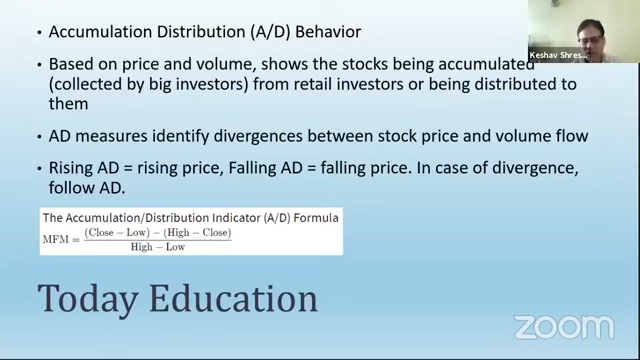 Accumulation Distribution (A/D) Behavior
Based on price and volume, shows the stocks being accumulated
(collected by big investors) from retail investors or being distributed to
them
AD measures identify divergences between stock price and volume flow
Rising AD = rising price, Falling AD = falling price. In case of divergence,
follow AD.
The Accumulation/Distribution Indicator (A/D) Formula
MFM = (Close − Low) − (High − Close)
High − Low
Today Education
Keshav Shres...
zoom